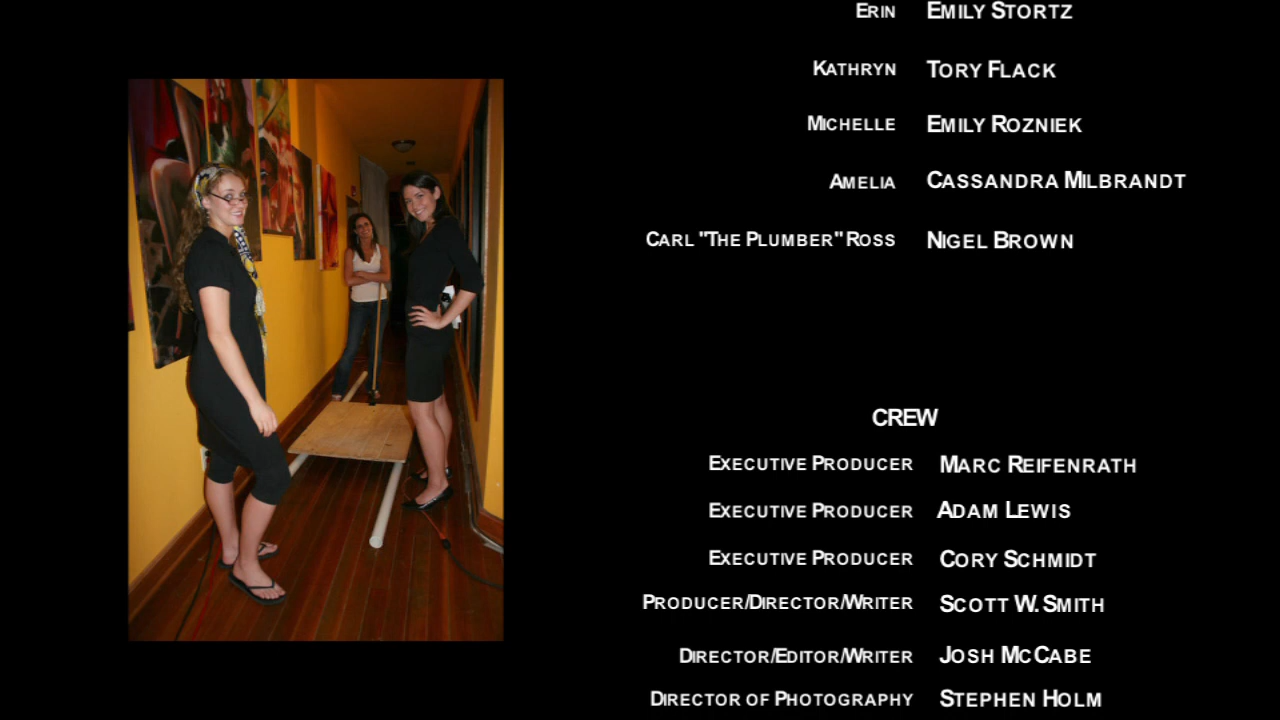 Erin Emily Stortz
Kathryn Tory Flack
Michelle Emily Rozniek
Amelia Cassandra Milbrandt
Carl "The Plumber" Ross Nigel Brown
CREW
Executive Producer Marc Reifenrath
Executive Producer Adam Lewis
Executive Producer Cory Schmidt
Producer/Director/Writer Scott W. Smith
Director/Editor/Writer Josh McCabe
Director of Photography Stephen Holm